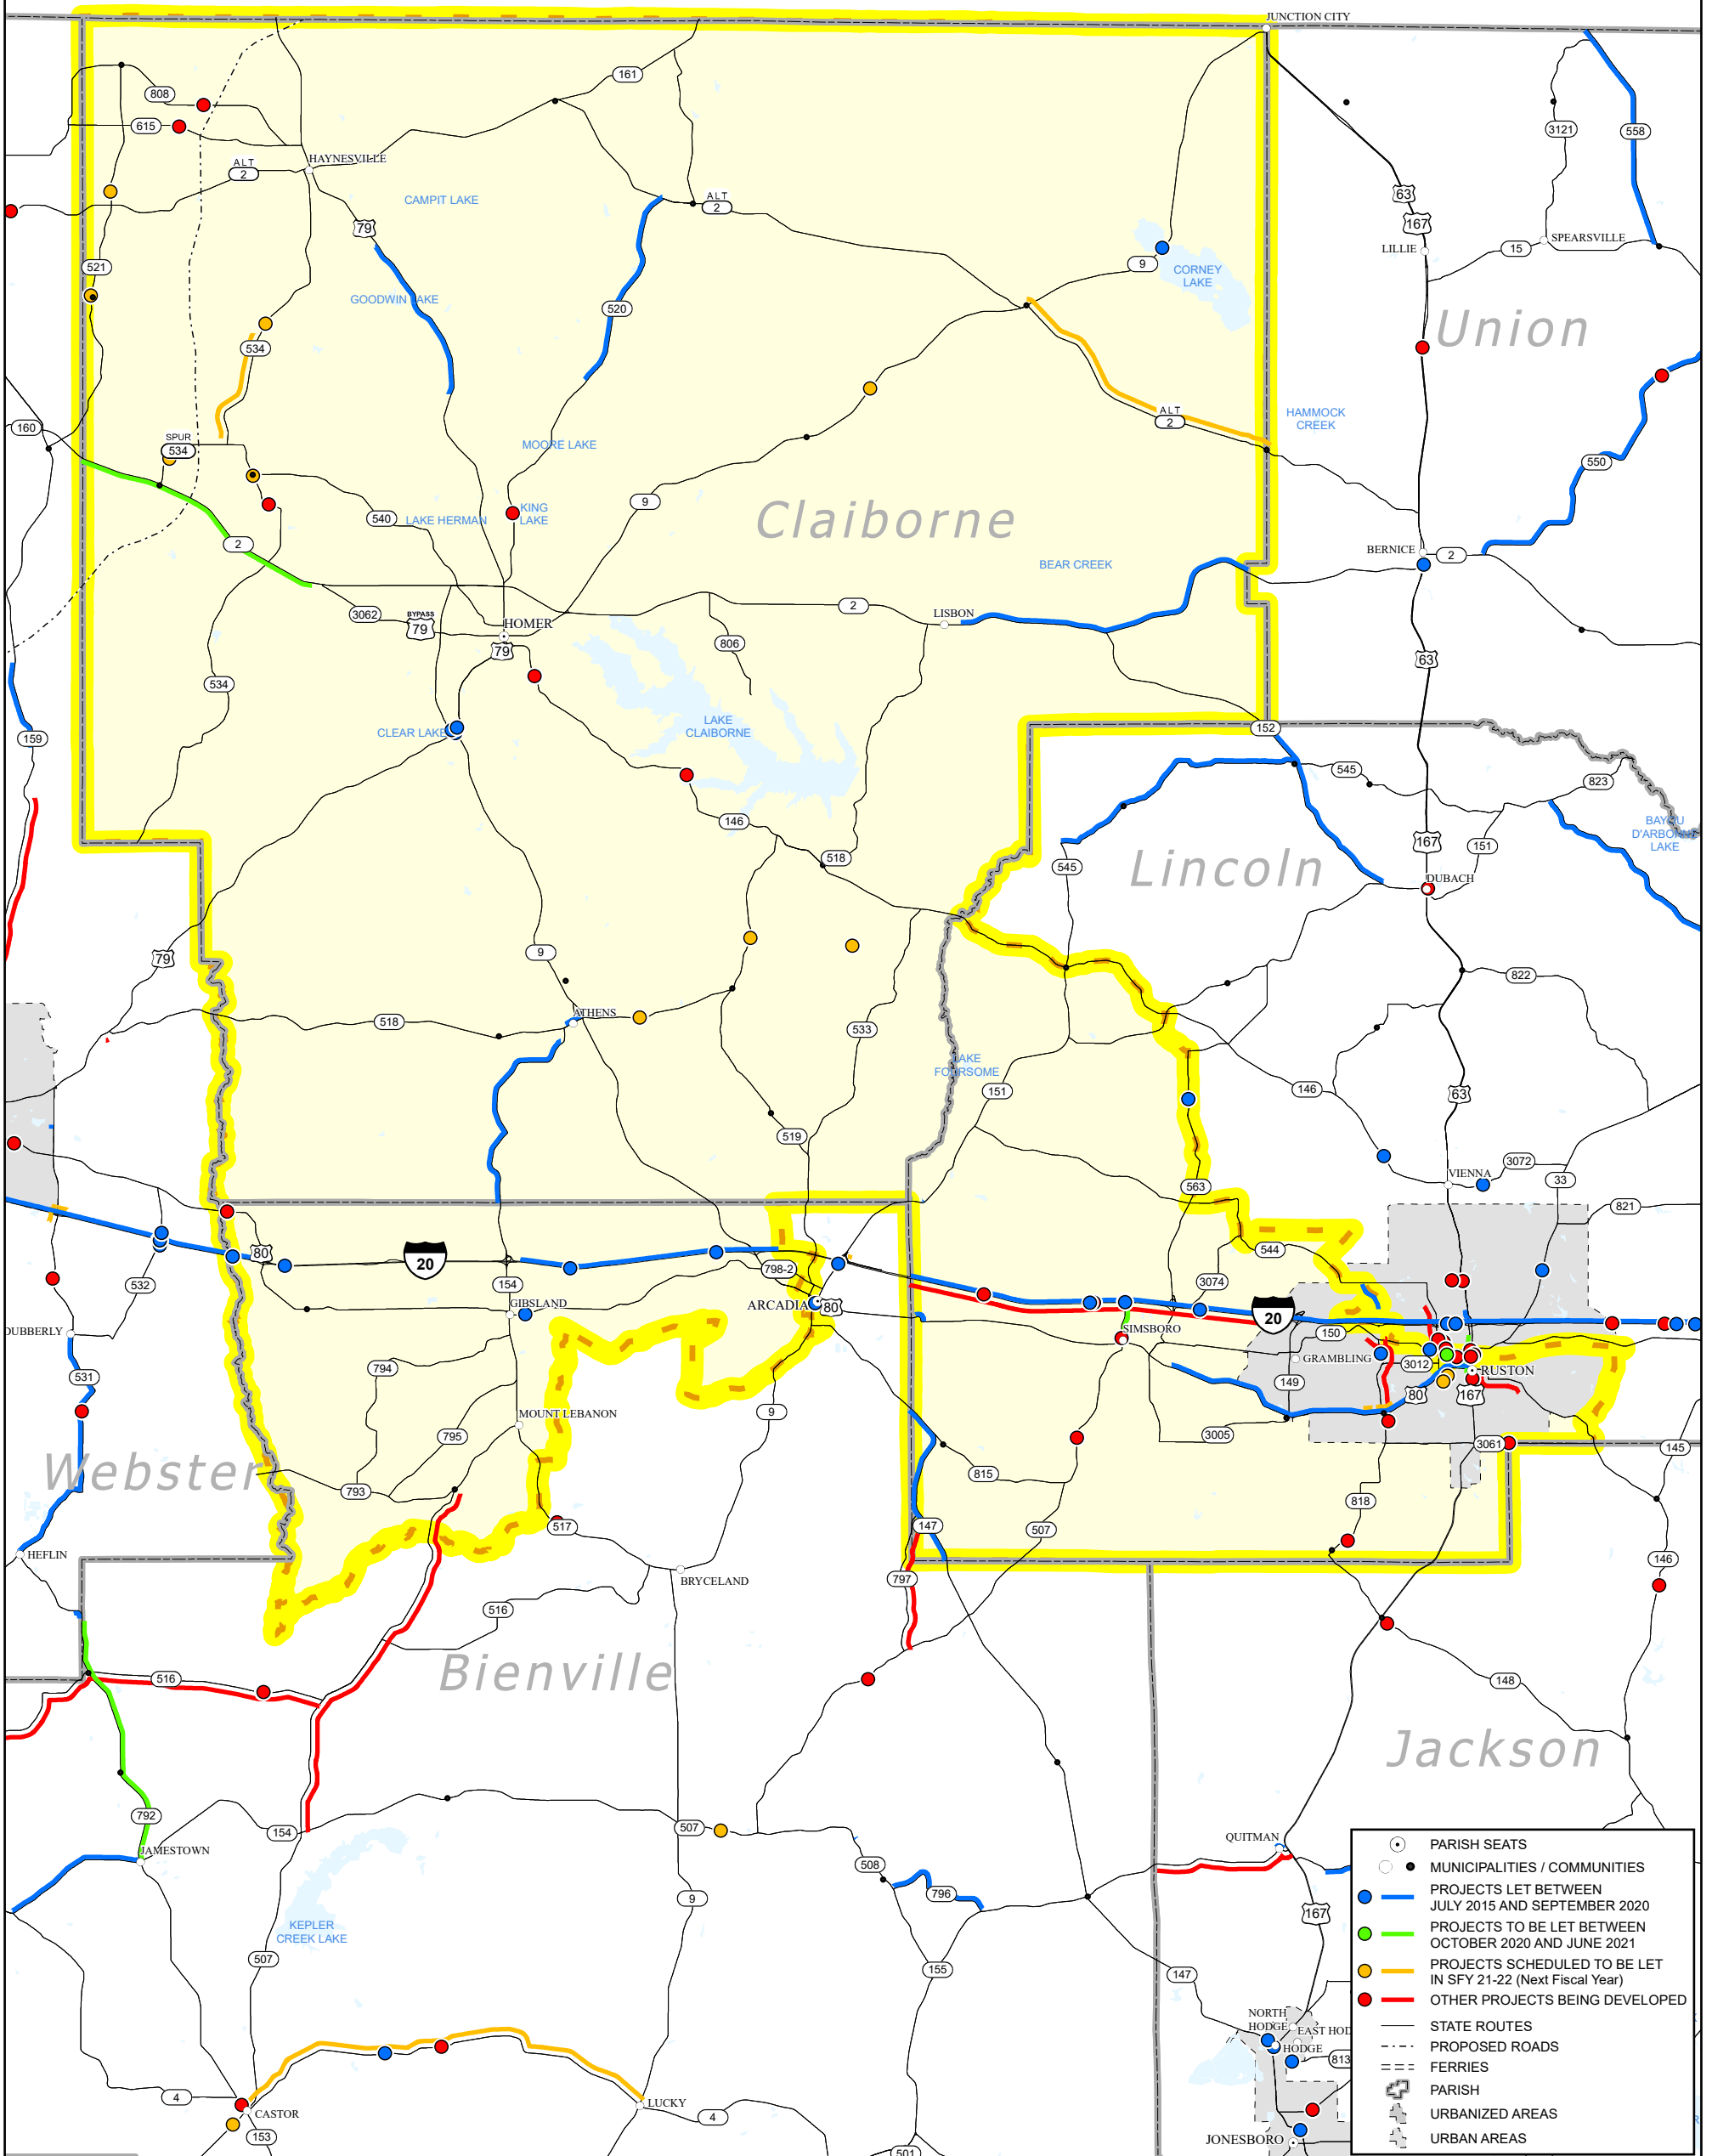 JUNCTION CITY
161
808
615
3121
558
ALT
2
HAYNESVILLE
CAMPIT LAKE
ALT
2
63
167
LILLIE
15
SPEARSVILLE
79
521
9
CORNEY
LAKE
GOODWIN LAKE
520
Union
534
160
SPUR
534
MOORE LAKE
ALT
2
HAMMOCK
CREEK
550
540
LAKE HERMAN
KING
LAKE
9
Claiborne
2
BEAR CREEK
BERNICE
2
3062
BYPASS
79
HOMER
79
2
LISBON
806
63
534
159
CLEAR LAKE
LAKE
CLAIBORNE
152
545
823
146
518
545
Lincoln
167
151
BAYOU
D'ARBONNE
LAKE
DUBACH
79
9
822
518
ATHENS
533
LAKE
FOURSOME
151
146
63
519
563
VIENNA
3072
33
821
532
80
20
154
798-2
544
3074
DUBBERLY
GIBSLAND
ARCADIA
80
SIMSBORO
20
150
GRAMBLING
3012
RUSTON
531
794
149
80
167
MOUNT LEBANON
9
795
3005
3061
145
Webster
793
815
517
147
507
818
HEFLIN
BRYCELAND
797
146
516
Bienville
516
148
Jackson
792
154
507
JAMESTOWN
QUITMAN
508
796
9
167
KEPLER
CREEK LAKE
507
155
147
NORTH
HODGE
EAST HOD
HODGE
813
4
CASTOR
153
LUCKY
4
501
JONESBORO
PARISH SEATS
MUNICIPALITIES / COMMUNITIES
PROJECTS LET BETWEEN
JULY 2015 AND SEPTEMBER 2020
PROJECTS TO BE LET BETWEEN
OCTOBER 2020 AND JUNE 2021
PROJECTS SCHEDULED TO BE LET
IN SFY 21-22 (Next Fiscal Year)
OTHER PROJECTS BEING DEVELOPED
STATE ROUTES
PROPOSED ROADS
FERRIES
PARISH
URBANIZED AREAS
URBAN AREAS